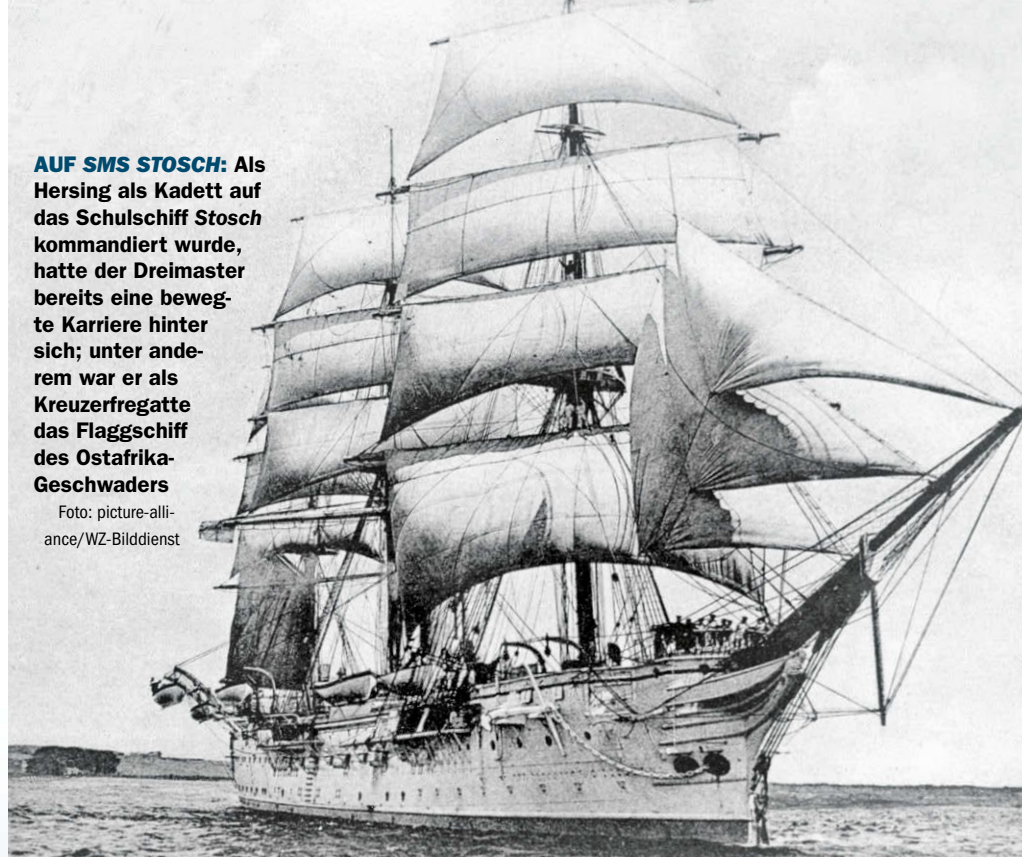 AUF SMS STOSCH: Als
Hersing als Kadett auf
das Schulschiff Stosch
kommandiert wurde,
hatte der Dreimaster
bereits eine beweg-
te Karriere hinter
sich; unter ande-
rem war er als
Kreuzerfregatte
das Flaggschiff
des Ostafrika-
Geschwaders
Foto: picture-alli-
ance/WZ-Bilddienst